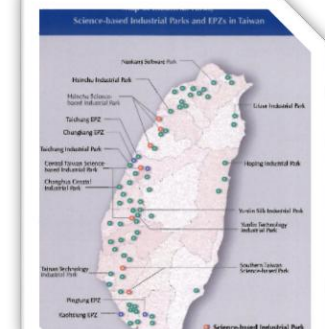 Science-based Industrial Parks and EPZs in Taiwan
Nankang Software Park
Hsinchu Industrial Park
Hsinchu Science-
based Industrial Park
Lizee Industrial Park
Taichung EPZ
Chungkang EPZ
Taichung Industrial Park
Central Taiwan Science-
based Industrial Park
Hoping Industrial Park
Changhua Coastal
Industrial Park
Yunlin Silk Industrial Park
Yunlin Technology
Industrial Park
Tainan Technology
Industrial Park
Southern Taiwan
Science-based Park
Pingtung EPZ
Kaohsiung EPZ
Science-based Industrial Park